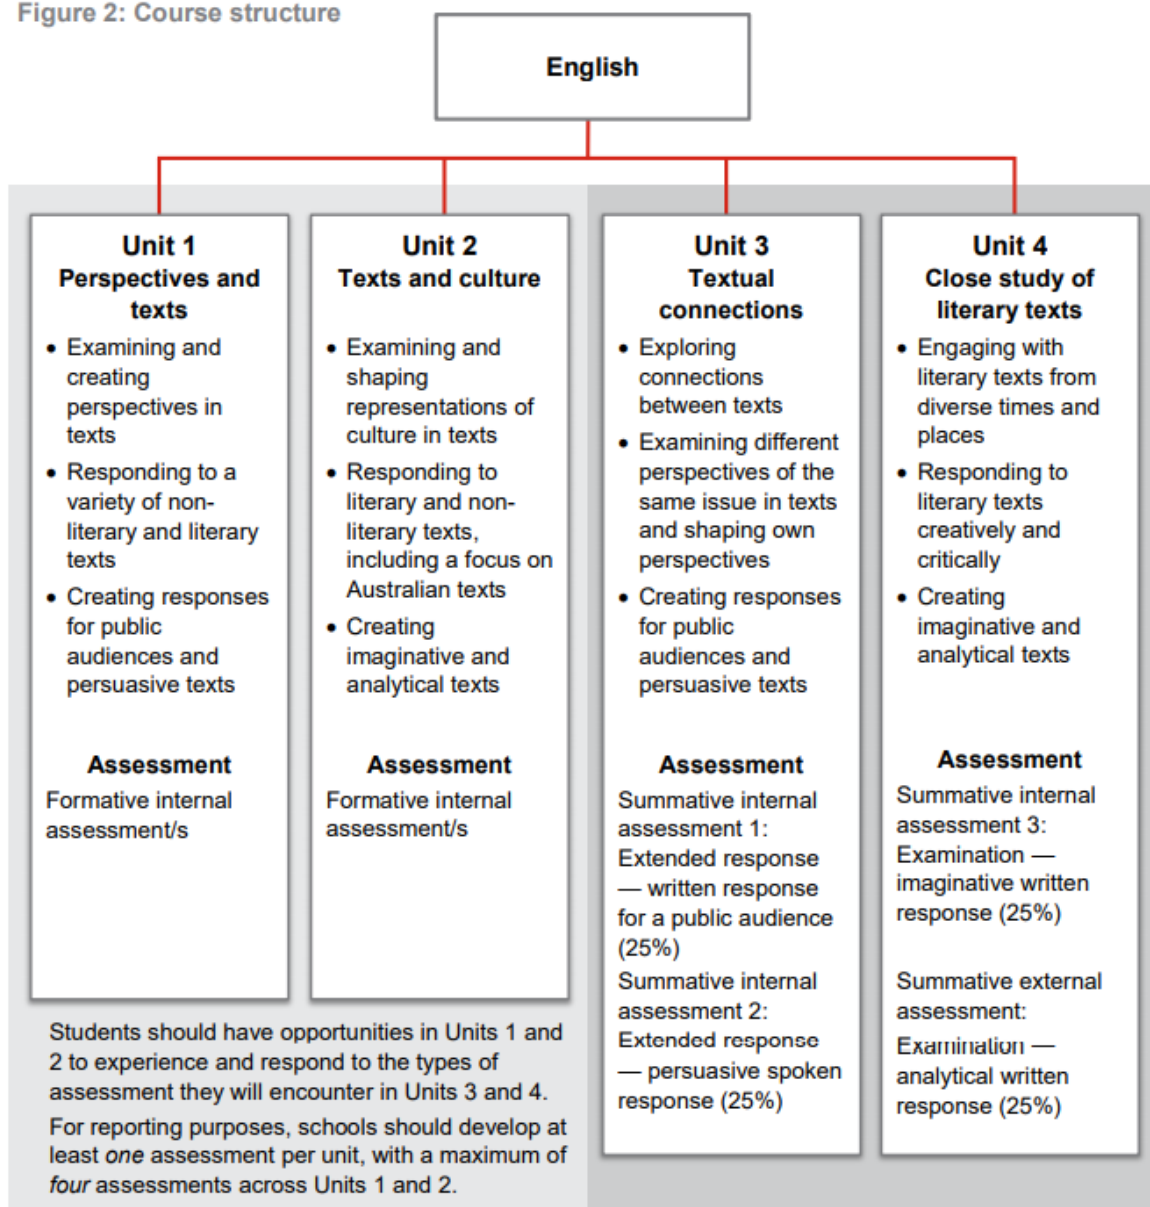 Figure 2: Course structure
English
Unit 1
Perspectives and
texts
• Examining and
creating
perspectives in
texts
• Responding to a
variety of non-
literary and literary
texts
• Creating responses
for public
audiences and
persuasive texts
Assessment
Formative internal
assessment/s
Unit 2
Texts and culture
• Examining and
shaping
representations of
culture in texts
• Responding to
literary and non-
literary texts,
including a focus on
Australian texts
• Creating
imaginative and
analytical texts
Assessment
Formative internal
assessment/s
Students should have opportunities in Units 1 and
2 to experience and respond to the types of
assessment they will encounter in Units 3 and 4.
For reporting purposes, schools should develop at
least one assessment per unit, with a maximum of
four assessments across Units 1 and 2.
Unit 3
Textual
connections
• Exploring
connections
between texts
• Examining different
perspectives of the
same issue in texts
and shaping own
perspectives
• Creating responses
for public
audiences and
persuasive texts
Assessment
Summative internal
assessment 1:
Extended response
— written response
for a public audience
(25%)
Summative internal
assessment 2:
Extended response
— persuasive spoken
response (25%)
Unit 4
Close study of
literary texts
• Engaging with
literary texts from
diverse times and
places
• Responding to
literary texts
creatively and
critically
• Creating
imaginative and
analytical texts
Assessment
Summative internal
assessment 3:
Examination —
imaginative written
response (25%)
Summative external
assessment:
Examination —
analytical written
response (25%)